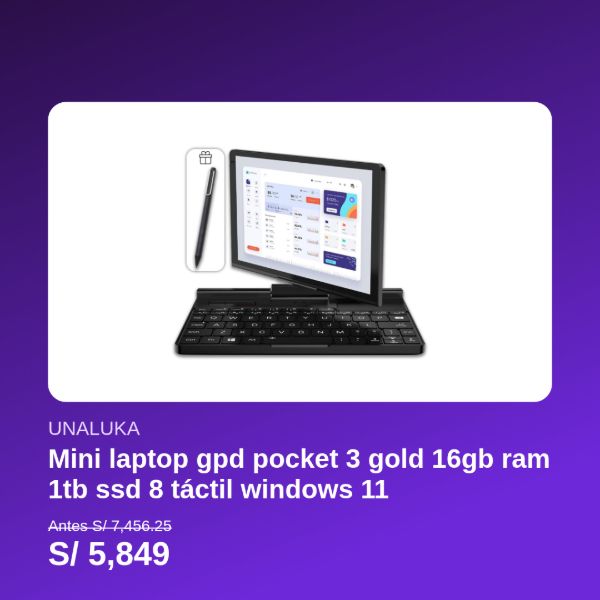 UNALUKA
Mini laptop gpd pocket 3 gold 16gb ram
1tb ssd 8 táctil windows 11
Antes S/ 7,456.25
S/ 5,849